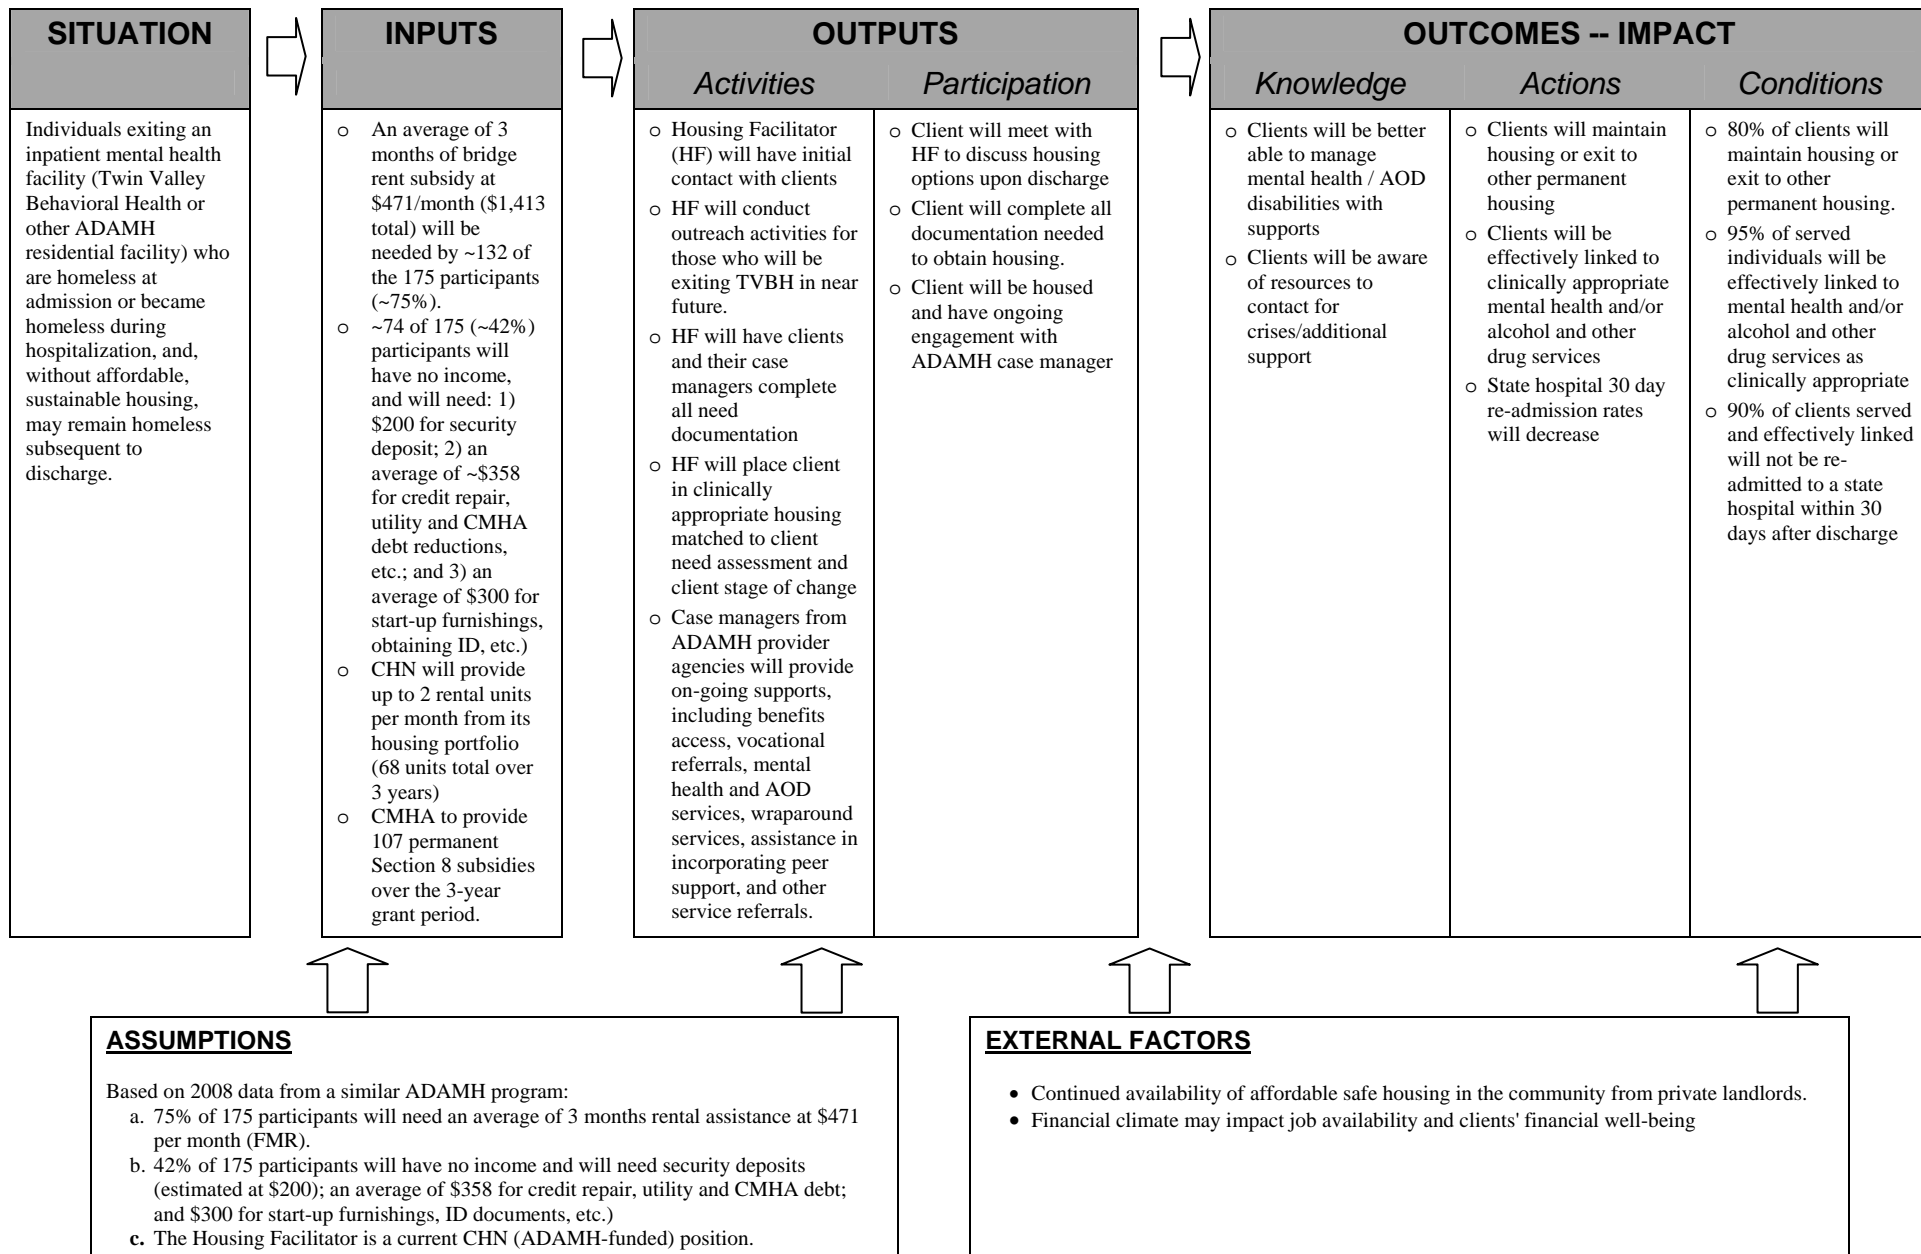 SITUATION
Individuals exiting an
inpatient mental health
facility (Twin Valley
Behavioral Health or
other ADAMH
residential facility) who
are homeless at
admission or became
homeless during
hospitalization, and,
without affordable,
sustainable housing,
may remain homeless
subsequent to
discharge.
INPUTS
o An average of 3
months of bridge
rent subsidy at
$471/month ($1,413
total) will be
needed by ~132 of
the 175 participants
(~75%).
o ~74 of 175 (~42%)
participants will
have no income,
and will need: 1)
$200 for security
deposit; 2) an
average of ~$358
for credit repair,
utility and CMHA
debt reductions,
etc.; and 3) an
average of $300 for
start-up furnishings,
obtaining ID, etc.)
o CHN will provide
up to 2 rental units
per month from its
housing portfolio
(68 units total over
3 years)
o CMHA to provide
107 permanent
Section 8 subsidies
over the 3-year
grant period.
OUTPUTS
Activities
o Housing Facilitator
(HF) will have initial
contact with clients
o HF will conduct
outreach activities for
those who will be
exiting TVBH in near
future.
o HF will have clients
and their case
managers complete
all need
documentation
o HF will place client
in clinically
appropriate housing
matched to client
need assessment and
client stage of change
o Case managers from
ADAMH provider
agencies will provide
on-going supports,
including benefits
access, vocational
referrals, mental
health and AOD
services, wraparound
services, assistance in
incorporating peer
support, and other
service referrals.
Participation
o Client will meet with
HF to discuss housing
options upon discharge
o Client will complete all
documentation needed
to obtain housing.
o Client will be housed
and have ongoing
engagement with
ADAMH case manager
OUTCOMES -- IMPACT
Knowledge
o Clients will be better
able to manage
mental health / AOD
disabilities with
supports
o Clients will be aware
of resources to
contact for
crises/additional
support
Actions
o Clients will maintain
housing or exit to
other permanent
housing
o Clients will be
effectively linked to
clinically appropriate
mental health and/or
alcohol and other
drug services
o State hospital 30 day
re-admission rates
will decrease
Conditions
o 80% of clients will
maintain housing or
exit to other
permanent housing.
o 95% of served
individuals will be
effectively linked to
mental health and/or
alcohol and other
drug services as
clinically appropriate
o 90% of clients served
and effectively linked
will not be re-
admitted to a state
hospital within 30
days after discharge
ASSUMPTIONS
Based on 2008 data from a similar ADAMH program:
a. 75% of 175 participants will need an average of 3 months rental assistance at $471
per month (FMR).
b. 42% of 175 participants will have no income and will need security deposits
(estimated at $200); an average of $358 for credit repair, utility and CMHA debt;
and $300 for start-up furnishings, ID documents, etc.)
c. The Housing Facilitator is a current CHN (ADAMH-funded) position.
EXTERNAL FACTORS
• Continued availability of affordable safe housing in the community from private landlords.
• Financial climate may impact job availability and clients' financial well-being